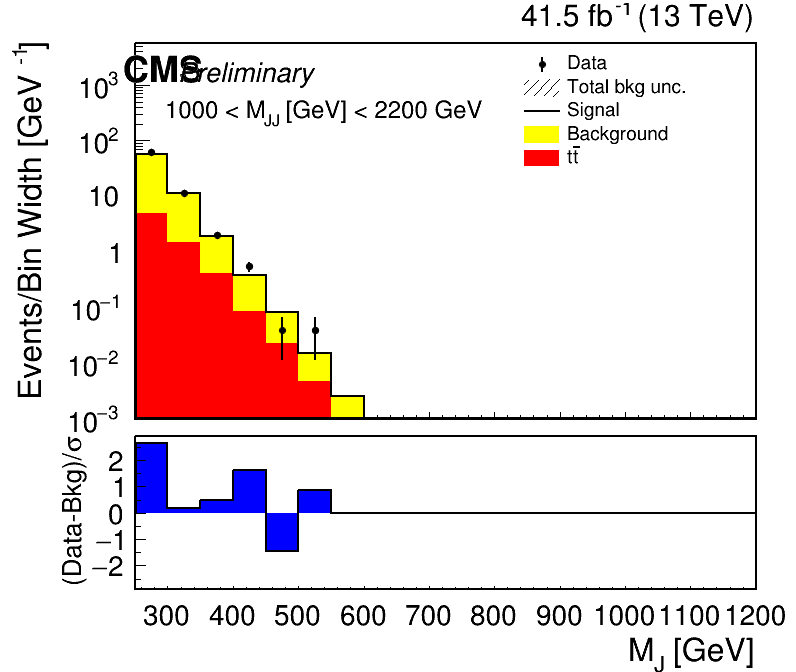 41.5 fb⁻¹ (13 TeV)
CMS Preliminary
1000 < M_JJ [GeV] < 2200 GeV
Data
Total bkg unc.
Signal
Background
tt̄
Events/Bin Width [GeV⁻¹]
10³
10²
10
1
10⁻¹
10⁻²
10⁻³
(Data-Bkg)/σ
2
1
0
−1
−2
300 400 500 600 700 800 900 1000 1100 1200
M_J [GeV]